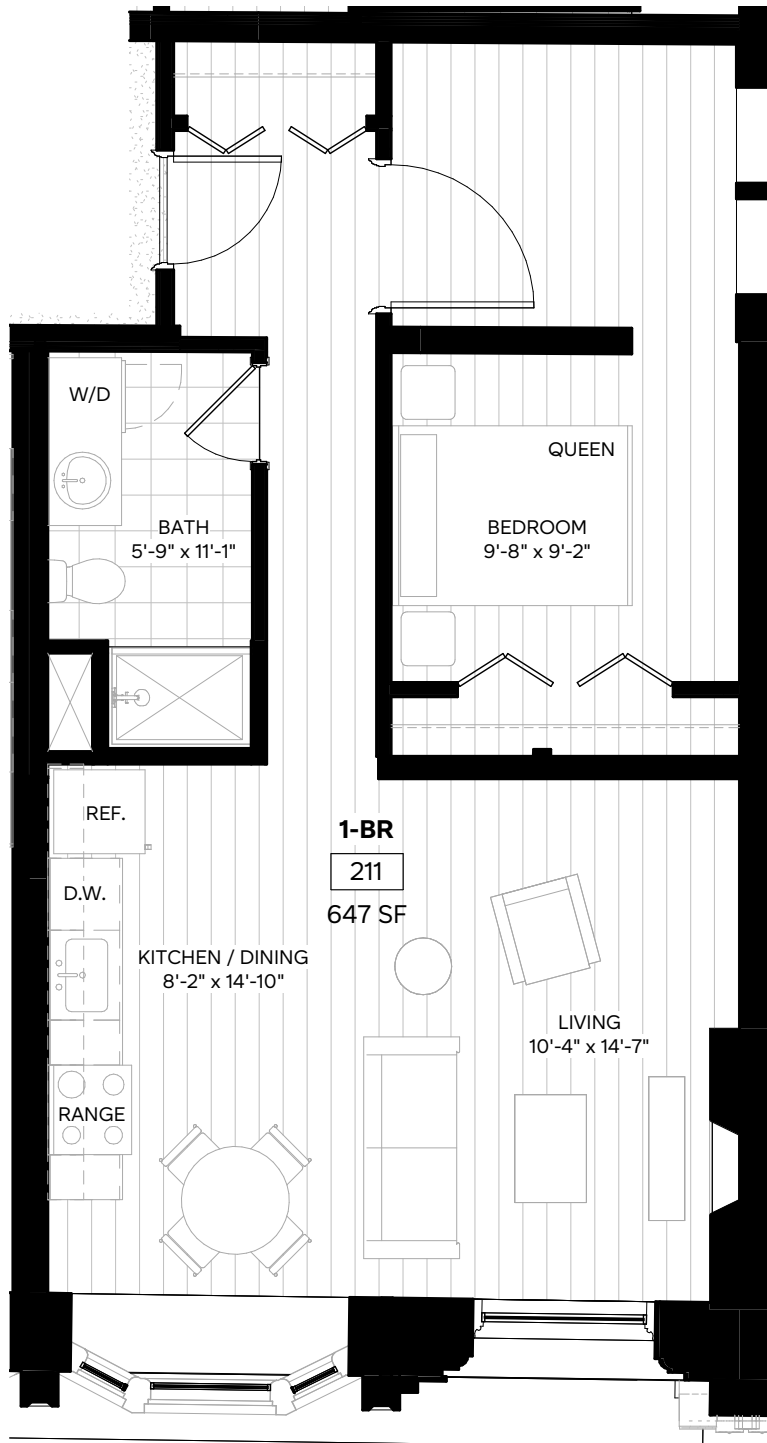 W/D
QUEEN
BATH
5'-9" x 11'-1"
BEDROOM
9'-8" x 9'-2"
REF.
1-BR
211
647 SF
D.W.
KITCHEN / DINING
8'-2" x 14'-10"
LIVING
10'-4" x 14'-7"
RANGE